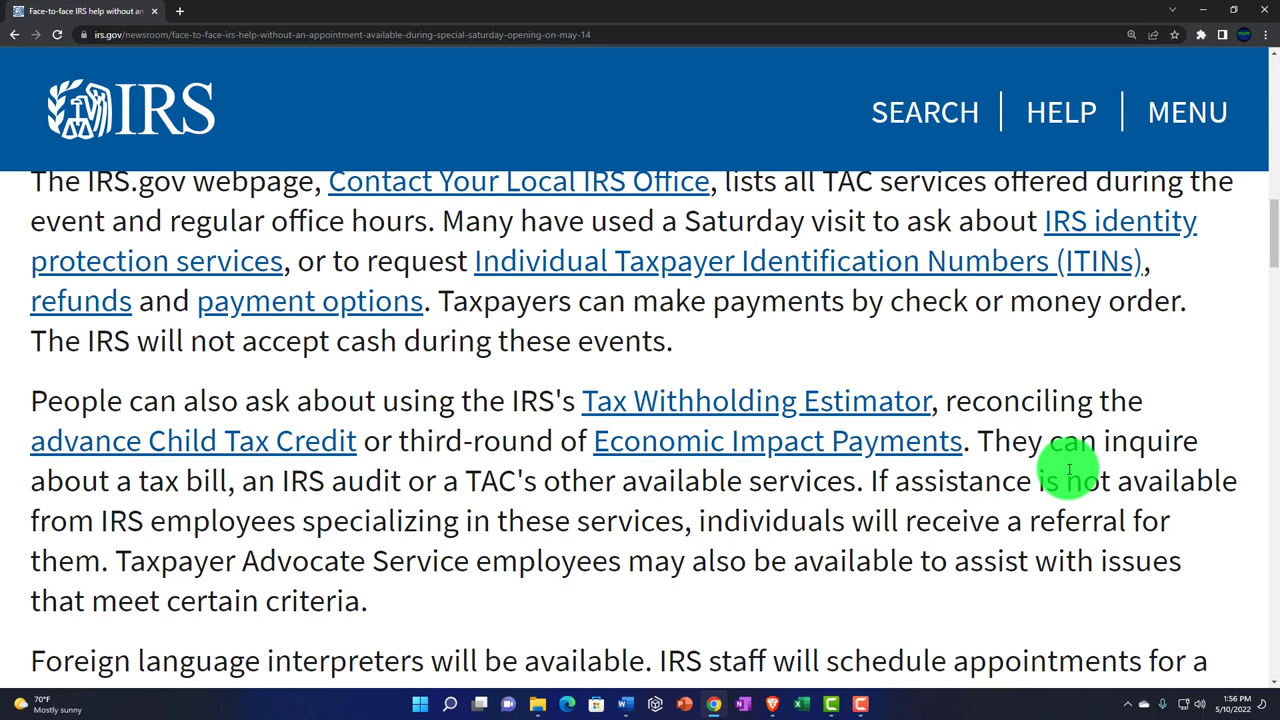 Face-to-face IRS help without an
irs.gov/newsroom/face-to-face-irs-help-without-an-appointment-available-during-special-saturday-opening-on-may-14
IRS
SEARCH HELP MENU
The IRS.gov webpage, Contact Your Local IRS Office, lists all TAC services offered during the
event and regular office hours. Many have used a Saturday visit to ask about IRS identity
protection services, or to request Individual Taxpayer Identification Numbers (ITINs),
refunds and payment options. Taxpayers can make payments by check or money order.
The IRS will not accept cash during these events.
People can also ask about using the IRS's Tax Withholding Estimator, reconciling the
advance Child Tax Credit or third-round of Economic Impact Payments. They can inquire
about a tax bill, an IRS audit or a TAC's other available services. If assistance is not available
from IRS employees specializing in these services, individuals will receive a referral for
them. Taxpayer Advocate Service employees may also be available to assist with issues
that meet certain criteria.
Foreign language interpreters will be available. IRS staff will schedule appointments for a
70°F
Mostly sunny
1:56 PM
5/10/2022